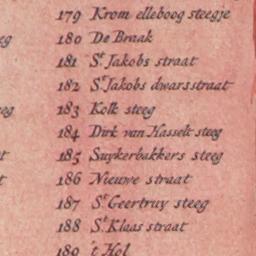 179 Krom elleboog steegje
180 De Braak
181 St Jakobs straat
182 St Jakobs dwarsstraat
183 Kolk steeg
184 Dirk van Hasselt steeg
185 Suykerbakkers steeg
186 Nieuwe straat
187 St Geertruy steeg
188 St Klaas straat
189 't Hol